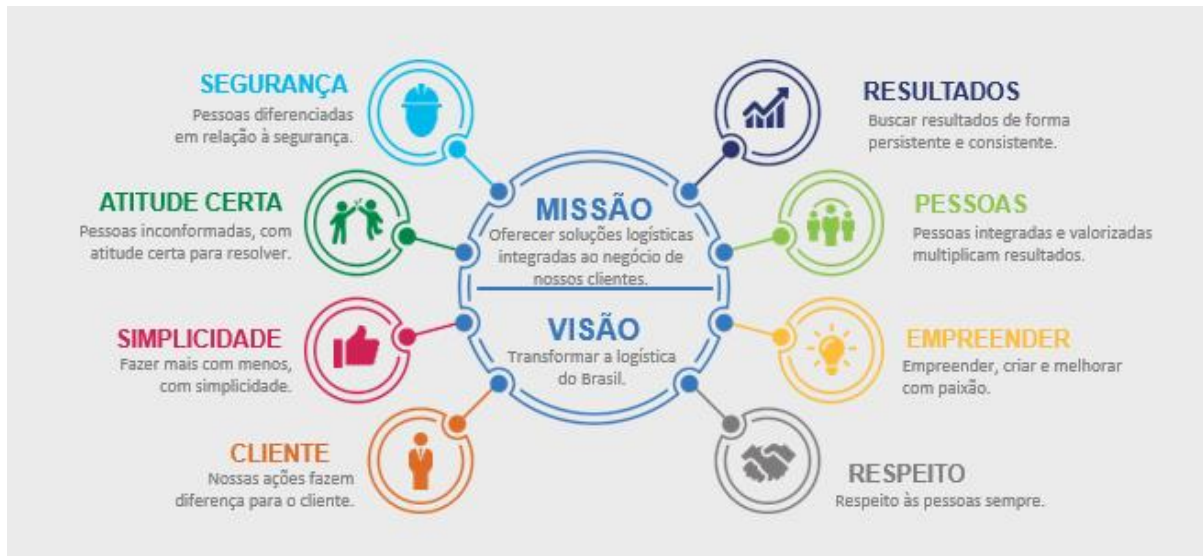 SEGURANÇA
Pessoas diferenciadas
em relação à segurança.
ATITUDE CERTA
Pessoas inconformadas, com
atitude certa para resolver.
SIMPLICIDADE
Fazer mais com menos,
com simplicidade.
CLIENTE
Nossas ações fazem
diferença para o cliente.
MISSÃO
Oferecer soluções logísticas
integradas ao negócio de
nossos clientes.
VISÃO
Transformar a logística
do Brasil.
RESULTADOS
Buscar resultados de forma
persistente e consistente.
PESSOAS
Pessoas integradas e valorizadas
multiplicam resultados.
EMPREENDER
Empreender, criar e melhorar
com paixão.
RESPEITO
Respeito às pessoas sempre.